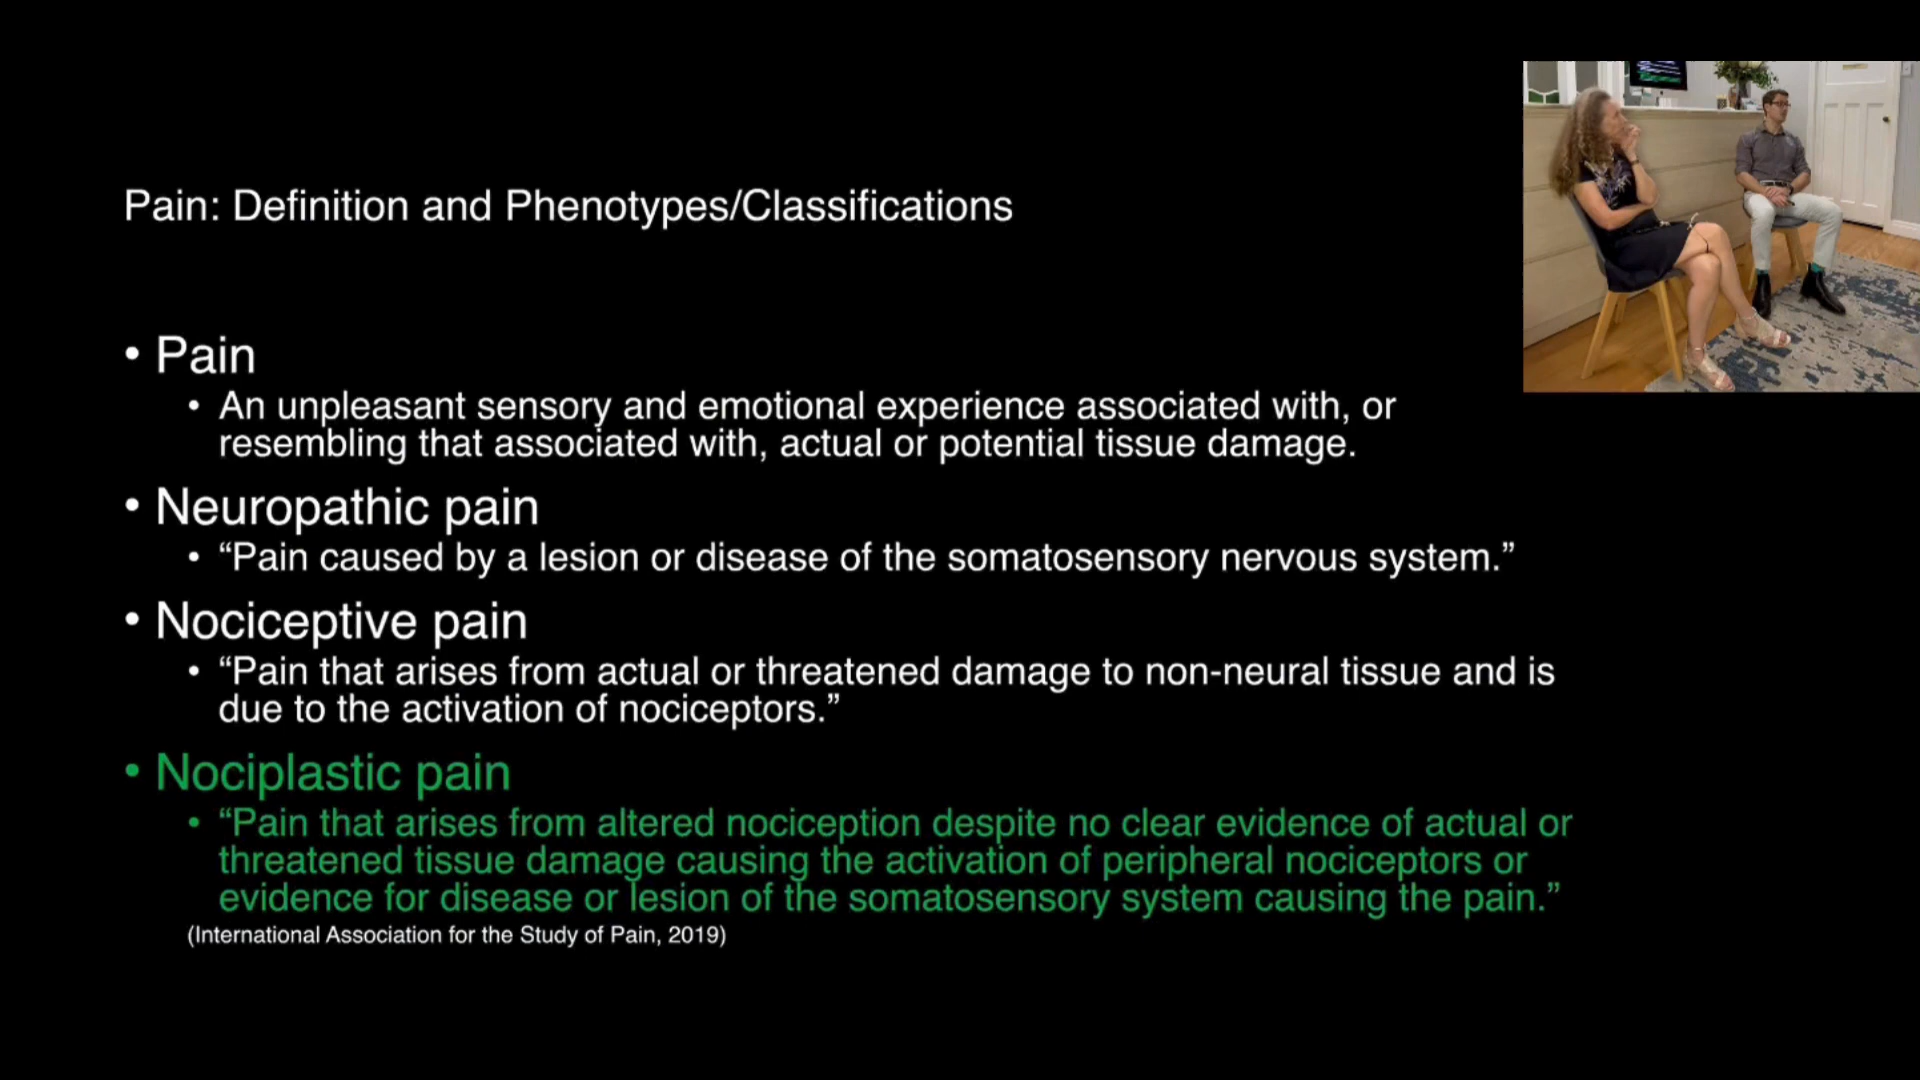 Pain: Definition and Phenotypes/Classifications
• Pain
• An unpleasant sensory and emotional experience associated with, or
resembling that associated with, actual or potential tissue damage.
• Neuropathic pain
• “Pain caused by a lesion or disease of the somatosensory nervous system.”
• Nociceptive pain
• “Pain that arises from actual or threatened damage to non-neural tissue and is
due to the activation of nociceptors.”
• Nociplastic pain
• “Pain that arises from altered nociception despite no clear evidence of actual or
threatened tissue damage causing the activation of peripheral nociceptors or
evidence for disease or lesion of the somatosensory system causing the pain.”
(International Association for the Study of Pain, 2019)